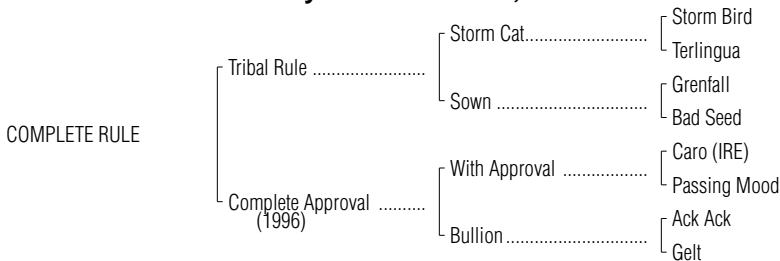 Storm Bird
Storm Cat..........................
Terlingua
Tribal Rule ........................
Grenfall
Sown ................................
Bad Seed
COMPLETE RULE
Caro (IRE)
With Approval ..................
Passing Mood
Complete Approval ..........
(1996)
Ack Ack
Bullion..............................
Gelt